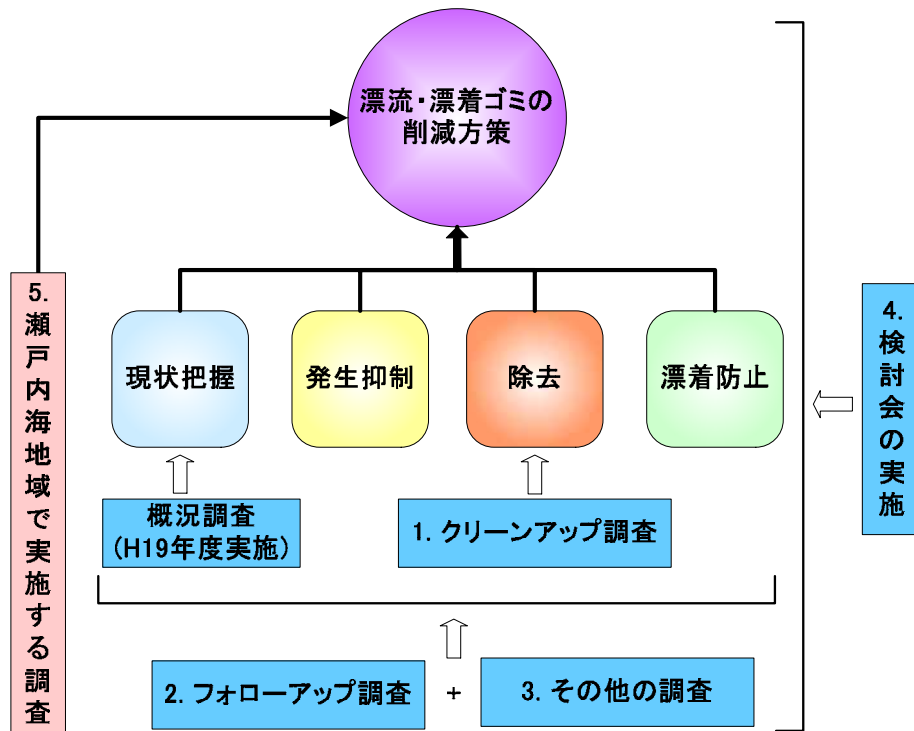 漂流・漂着ゴミの
削減方策
現状把握
発生抑制
除去
漂着防止
概況調査
(H19年度実施)
1. クリーンアップ調査
2. フォローアップ調査
+
3. その他の調査
4. 検討会の実施
5. 瀬戸内海地域で実施する調査